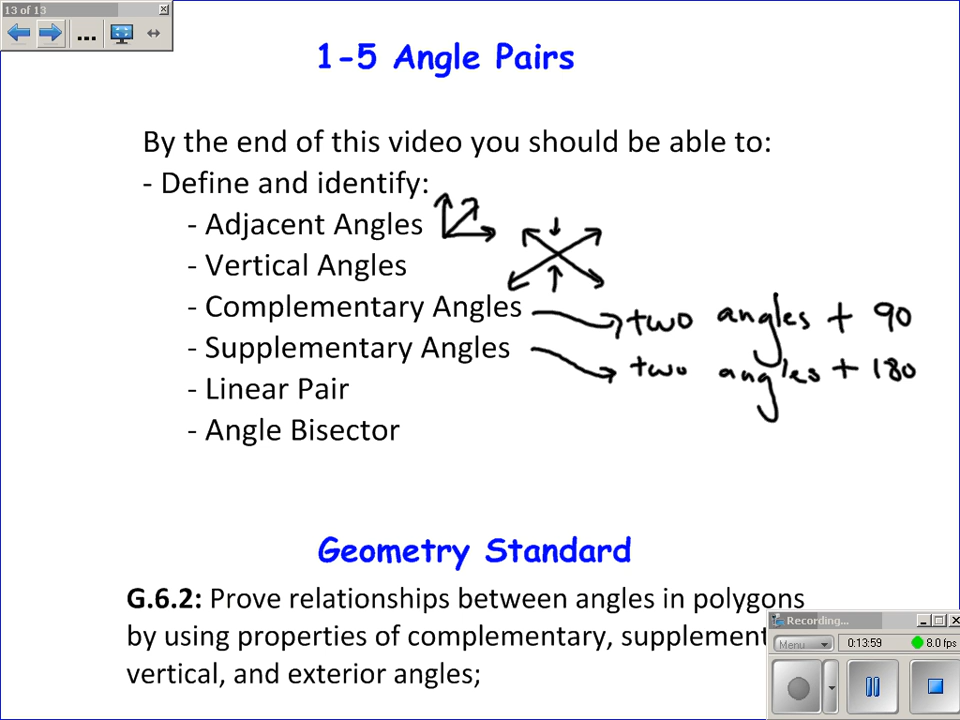 13 of 13
...
1-5 Angle Pairs
By the end of this video you should be able to:
- Define and identify:
- Adjacent Angles
- Vertical Angles
- Complementary Angles
two angles + 90
- Supplementary Angles
two angles + 180
- Linear Pair
- Angle Bisector
Geometry Standard
G.6.2: Prove relationships between angles in polygons
by using properties of complementary, supplement
vertical, and exterior angles;
Recording...
Menu
0:13:59
8.0 fps